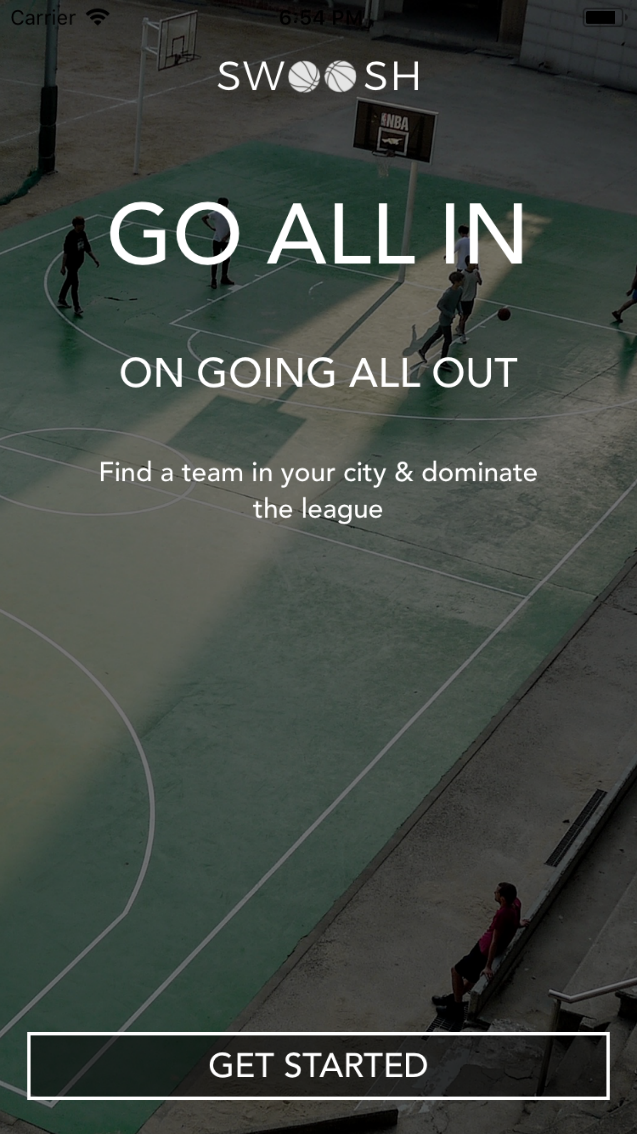 Carrier 6:54 PM
SWOOSH
NBA
GO ALL IN
ON GOING ALL OUT
Find a team in your city & dominate
the league
GET STARTED